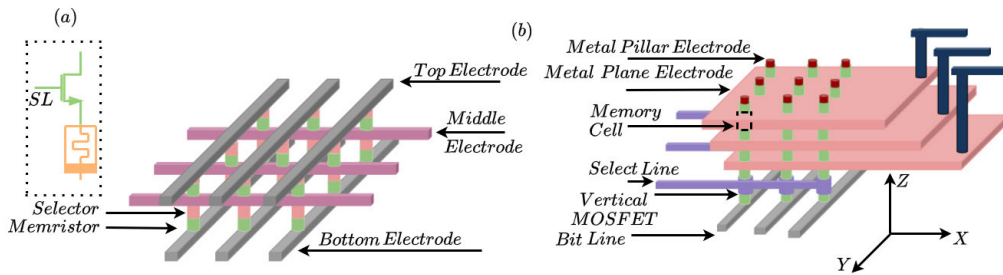 (a)
SL
Top Electrode
Middle
Electrode
Selector
Memristor
Bottom Electrode
(b)
Metal Pillar Electrode
Metal Plane Electrode
Memory
Cell
Select Line
Vertical
MOSFET
Bit Line
Z
X
Y